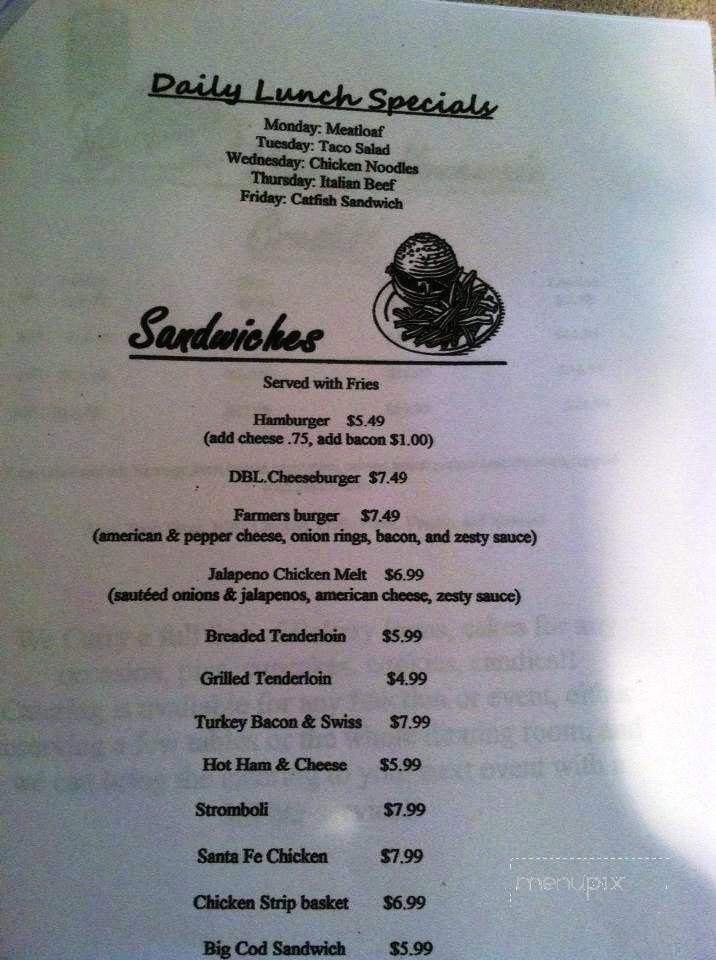 Daily Lunch Specials
Monday: Meatloaf
Tuesday: Taco Salad
Wednesday: Chicken Noodles
Thursday: Italian Beef
Friday: Catfish Sandwich
Sandwiches
Served with Fries
Hamburger $5.49
(add cheese .75, add bacon $1.00)
DBL.Cheeseburger $7.49
Farmers burger $7.49
(american & pepper cheese, onion rings, bacon, and zesty sauce)
Jalapeno Chicken Melt $6.99
(sautéed onions & jalapenos, american cheese, zesty sauce)
Breaded Tenderloin $5.99
Grilled Tenderloin $4.99
Turkey Bacon & Swiss $7.99
Hot Ham & Cheese $5.99
Stromboli $7.99
Santa Fe Chicken $7.99
menupix
Chicken Strip basket $6.99
Big Cod Sandwich $5.99